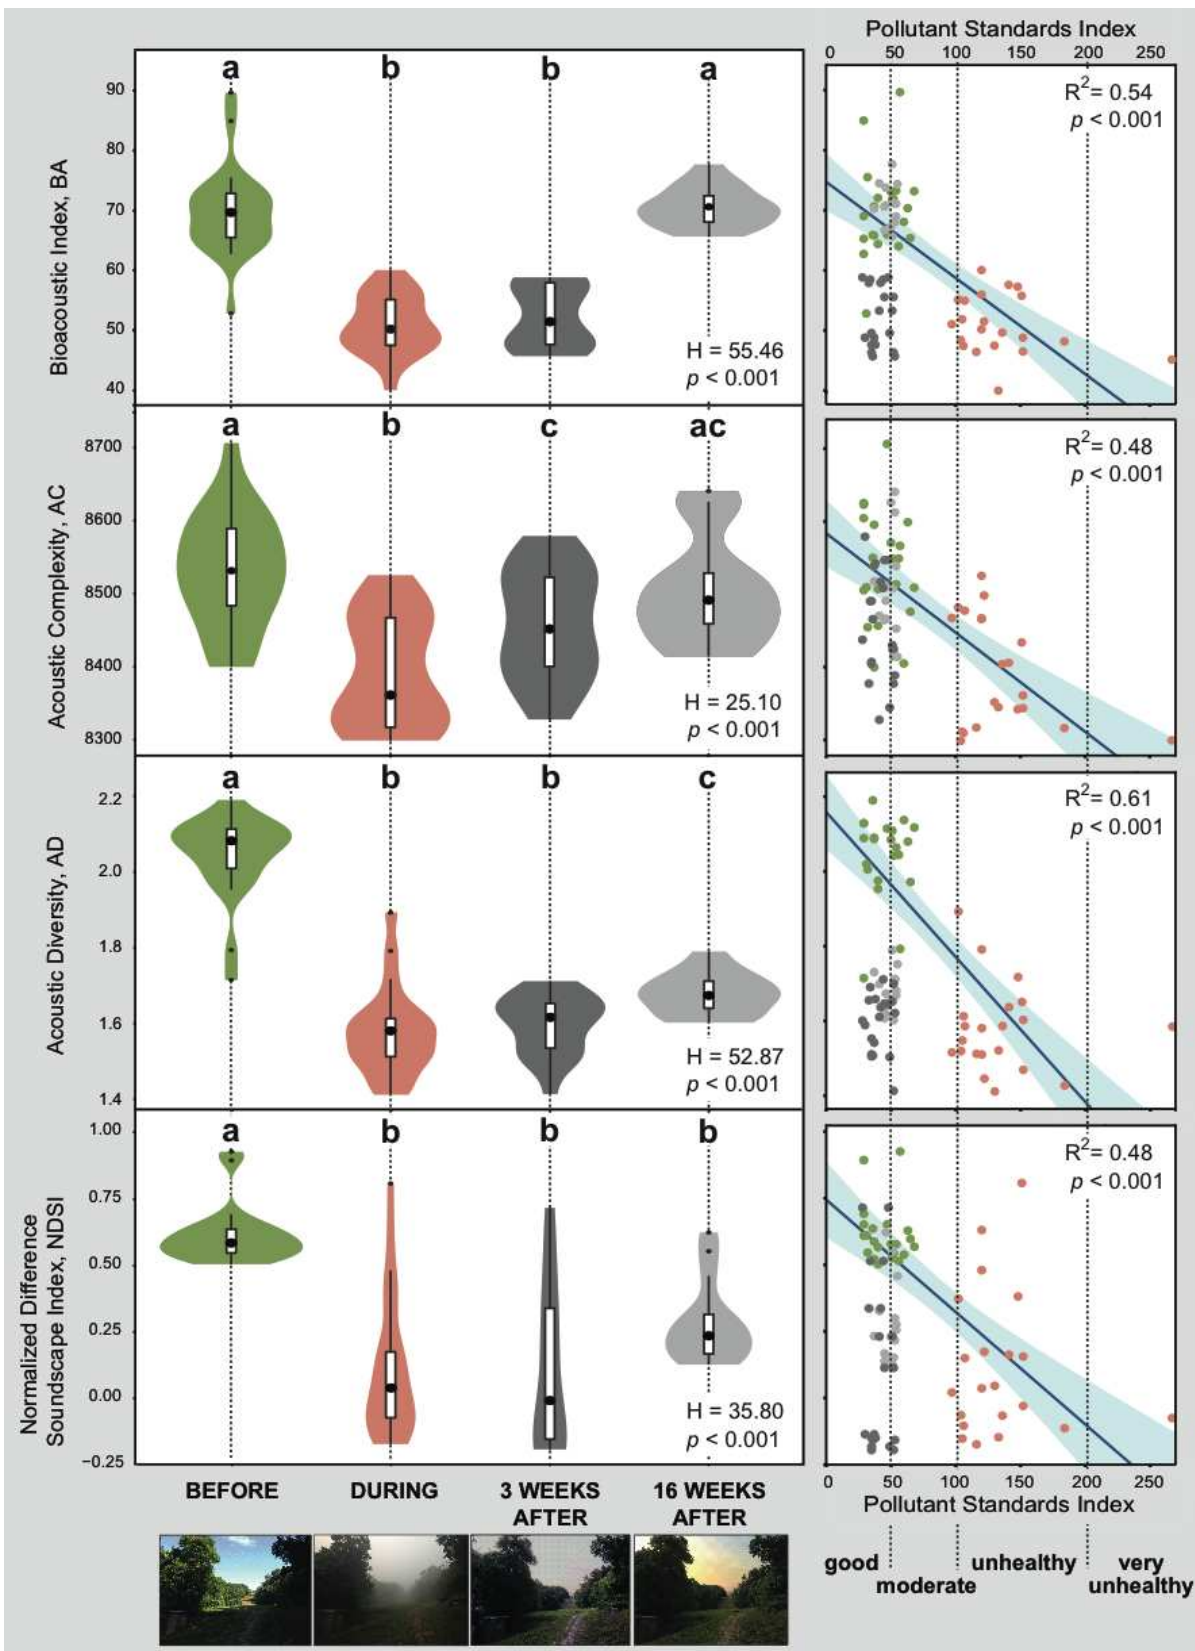 Pollutant Standards Index
0 50 100 150 200 250
a b b a
90
80
70
60
50
40
Bioacoustic Index, BA
H = 55.46
p < 0.001
R² = 0.54
p < 0.001
a b c ac
8700
8600
8500
8400
8300
Acoustic Complexity, AC
H = 25.10
p < 0.001
R² = 0.48
p < 0.001
a b b c
2.2
2.0
1.8
1.6
1.4
Acoustic Diversity, AD
H = 52.87
p < 0.001
R² = 0.61
p < 0.001
a b b b
1.00
0.75
0.50
0.25
0.00
−0.25
Normalized Difference
Soundscape Index, NDSI
H = 35.80
p < 0.001
R² = 0.48
p < 0.001
BEFORE DURING 3 WEEKS 16 WEEKS
AFTER AFTER
0 50 100 150 200 250
Pollutant Standards Index
good unhealthy very
moderate unhealthy